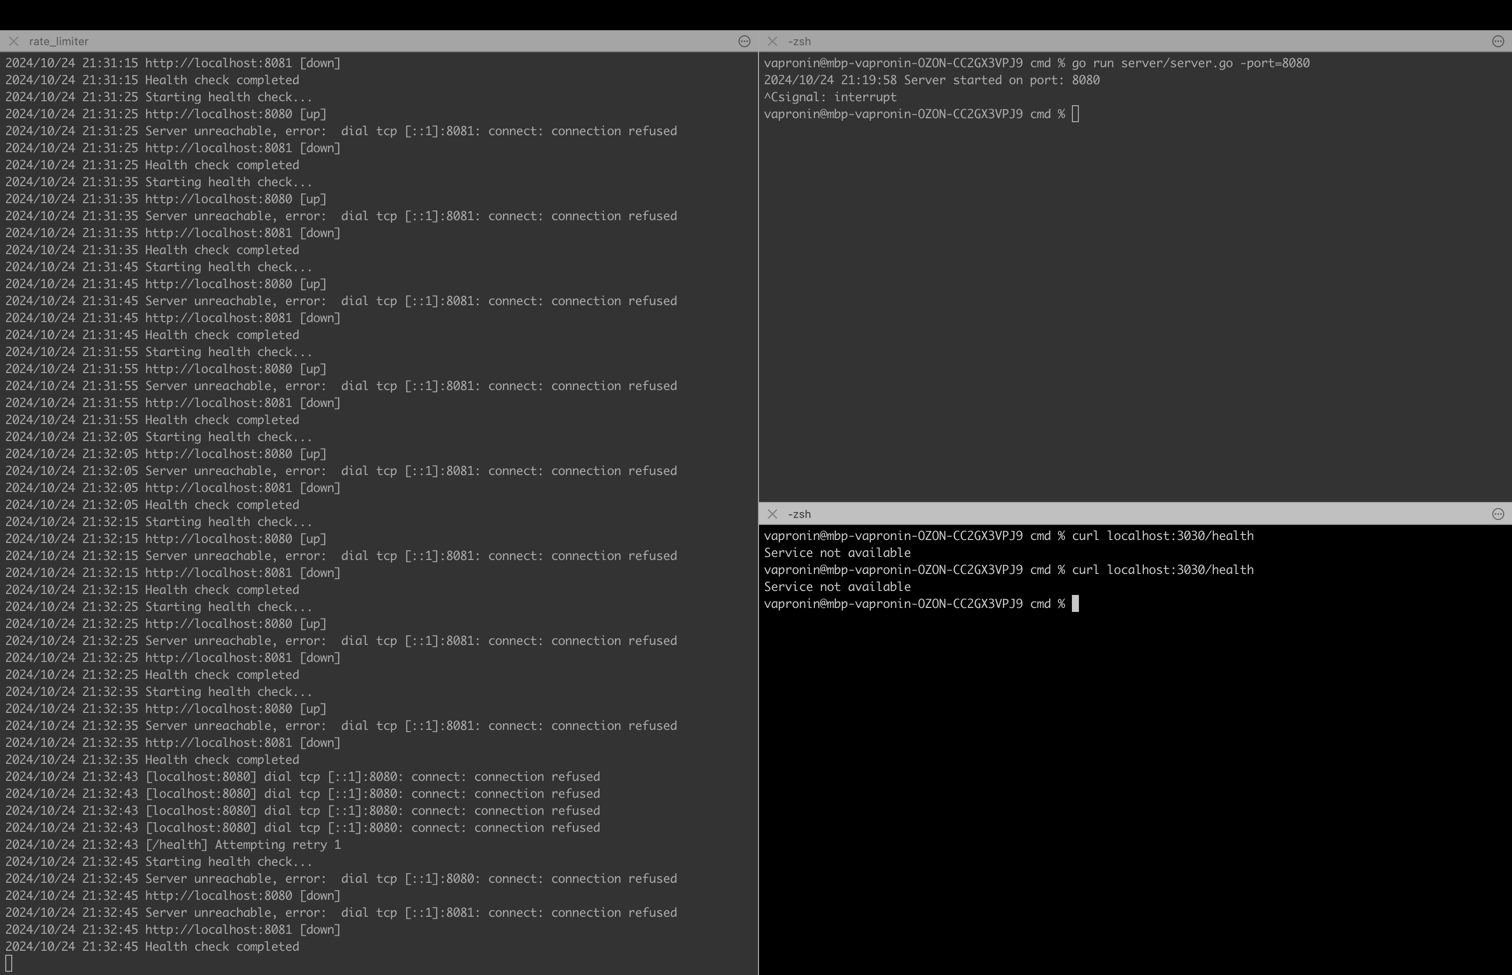 rate_limiter
2024/10/24 21:31:15 http://localhost:8081 [down]
2024/10/24 21:31:15 Health check completed
2024/10/24 21:31:25 Starting health check...
2024/10/24 21:31:25 http://localhost:8080 [up]
2024/10/24 21:31:25 Server unreachable, error:  dial tcp [::1]:8081: connect: connection refused
2024/10/24 21:31:25 http://localhost:8081 [down]
2024/10/24 21:31:25 Health check completed
2024/10/24 21:31:35 Starting health check...
2024/10/24 21:31:35 http://localhost:8080 [up]
2024/10/24 21:31:35 Server unreachable, error:  dial tcp [::1]:8081: connect: connection refused
2024/10/24 21:31:35 http://localhost:8081 [down]
2024/10/24 21:31:35 Health check completed
2024/10/24 21:31:45 Starting health check...
2024/10/24 21:31:45 http://localhost:8080 [up]
2024/10/24 21:31:45 Server unreachable, error:  dial tcp [::1]:8081: connect: connection refused
2024/10/24 21:31:45 http://localhost:8081 [down]
2024/10/24 21:31:45 Health check completed
2024/10/24 21:31:55 Starting health check...
2024/10/24 21:31:55 http://localhost:8080 [up]
2024/10/24 21:31:55 Server unreachable, error:  dial tcp [::1]:8081: connect: connection refused
2024/10/24 21:31:55 http://localhost:8081 [down]
2024/10/24 21:31:55 Health check completed
2024/10/24 21:32:05 Starting health check...
2024/10/24 21:32:05 http://localhost:8080 [up]
2024/10/24 21:32:05 Server unreachable, error:  dial tcp [::1]:8081: connect: connection refused
2024/10/24 21:32:05 http://localhost:8081 [down]
2024/10/24 21:32:05 Health check completed
2024/10/24 21:32:15 Starting health check...
2024/10/24 21:32:15 http://localhost:8080 [up]
2024/10/24 21:32:15 Server unreachable, error:  dial tcp [::1]:8081: connect: connection refused
2024/10/24 21:32:15 http://localhost:8081 [down]
2024/10/24 21:32:15 Health check completed
2024/10/24 21:32:25 Starting health check...
2024/10/24 21:32:25 http://localhost:8080 [up]
2024/10/24 21:32:25 Server unreachable, error:  dial tcp [::1]:8081: connect: connection refused
2024/10/24 21:32:25 http://localhost:8081 [down]
2024/10/24 21:32:25 Health check completed
2024/10/24 21:32:35 Starting health check...
2024/10/24 21:32:35 http://localhost:8080 [up]
2024/10/24 21:32:35 Server unreachable, error:  dial tcp [::1]:8081: connect: connection refused
2024/10/24 21:32:35 http://localhost:8081 [down]
2024/10/24 21:32:35 Health check completed
2024/10/24 21:32:43 [localhost:8080] dial tcp [::1]:8080: connect: connection refused
2024/10/24 21:32:43 [localhost:8080] dial tcp [::1]:8080: connect: connection refused
2024/10/24 21:32:43 [localhost:8080] dial tcp [::1]:8080: connect: connection refused
2024/10/24 21:32:43 [localhost:8080] dial tcp [::1]:8080: connect: connection refused
2024/10/24 21:32:43 [/health] Attempting retry 1
2024/10/24 21:32:45 Starting health check...
2024/10/24 21:32:45 Server unreachable, error:  dial tcp [::1]:8080: connect: connection refused
2024/10/24 21:32:45 http://localhost:8080 [down]
2024/10/24 21:32:45 Server unreachable, error:  dial tcp [::1]:8081: connect: connection refused
2024/10/24 21:32:45 http://localhost:8081 [down]
2024/10/24 21:32:45 Health check completed
-zsh
vapronin@mbp-vapronin-OZON-CC2GX3VPJ9 cmd % go run server/server.go -port=8080
2024/10/24 21:19:58 Server started on port: 8080
^Csignal: interrupt
vapronin@mbp-vapronin-OZON-CC2GX3VPJ9 cmd %
-zsh
vapronin@mbp-vapronin-OZON-CC2GX3VPJ9 cmd % curl localhost:3030/health
Service not available
vapronin@mbp-vapronin-OZON-CC2GX3VPJ9 cmd % curl localhost:3030/health
Service not available
vapronin@mbp-vapronin-OZON-CC2GX3VPJ9 cmd %